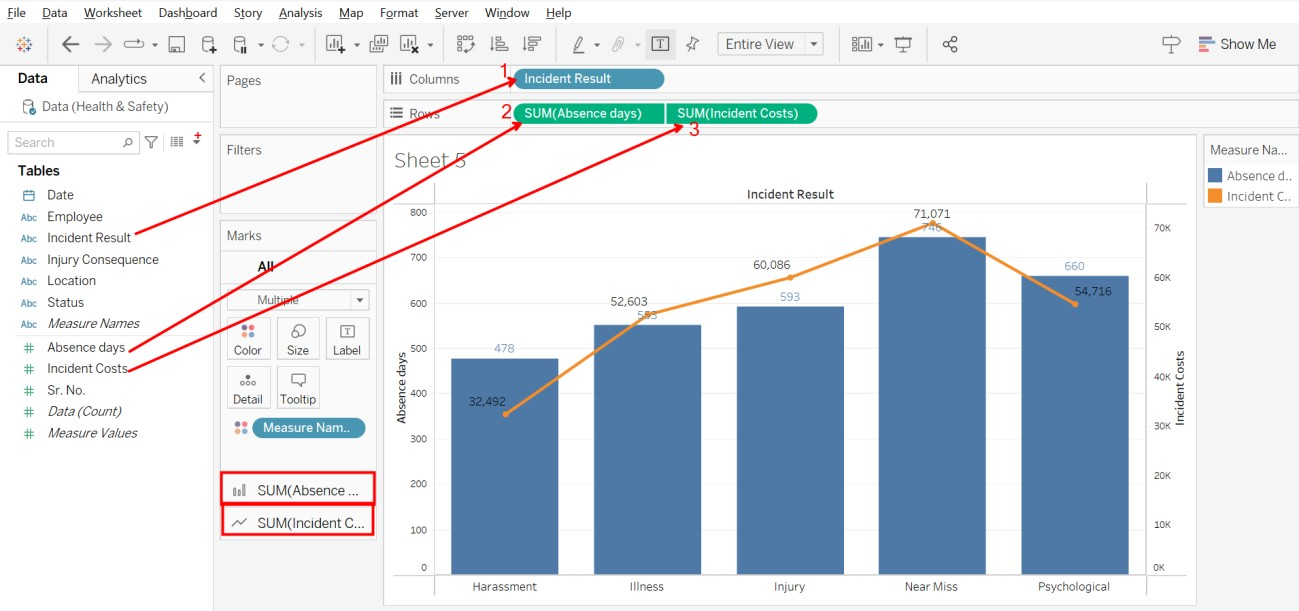 File Data Worksheet Dashboard Story Analysis Map Format Server Window Help
Entire View
Show Me
Data Analytics
Data (Health & Safety)
Search
Tables
Date
Employee
Incident Result
Injury Consequence
Location
Status
Measure Names
Absence days
Incident Costs
Sr. No.
Data (Count)
Measure Values
Pages
Filters
Marks
All
Multiple
Color Size Label
Detail Tooltip
Measure Nam..
SUM(Absence ...
SUM(Incident C...
Columns
1
Incident Result
Rows
2
SUM(Absence days) SUM(Incident Costs)
3
Sheet 5
Incident Result
Absence days
800
700
600
500
400
300
200
100
0
478
32,492
52,603
553
60,086
593
71,071
746
660
54,716
Harassment Illness Injury Near Miss Psychological
Incident Costs
70K
60K
50K
40K
30K
20K
10K
0K
Measure Na...
Absence d..
Incident C..